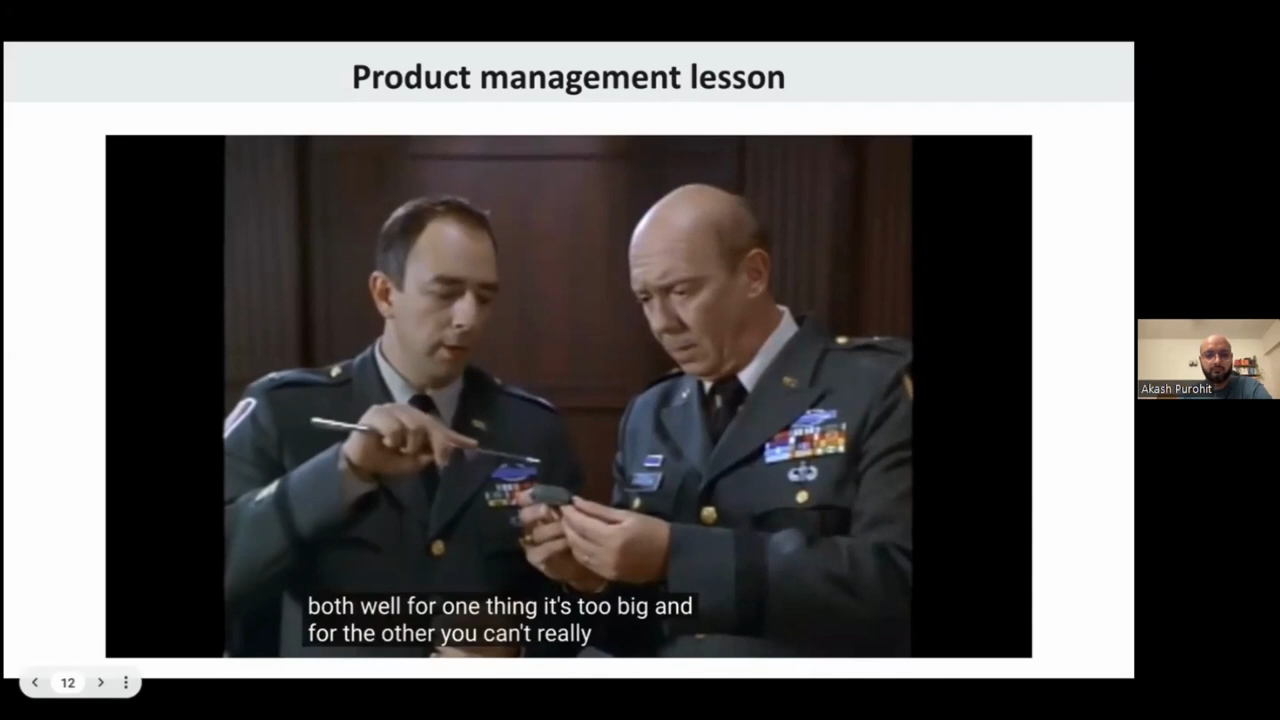 Product management lesson
both well for one thing it's too big and
for the other you can't really
Akash Purohit
12